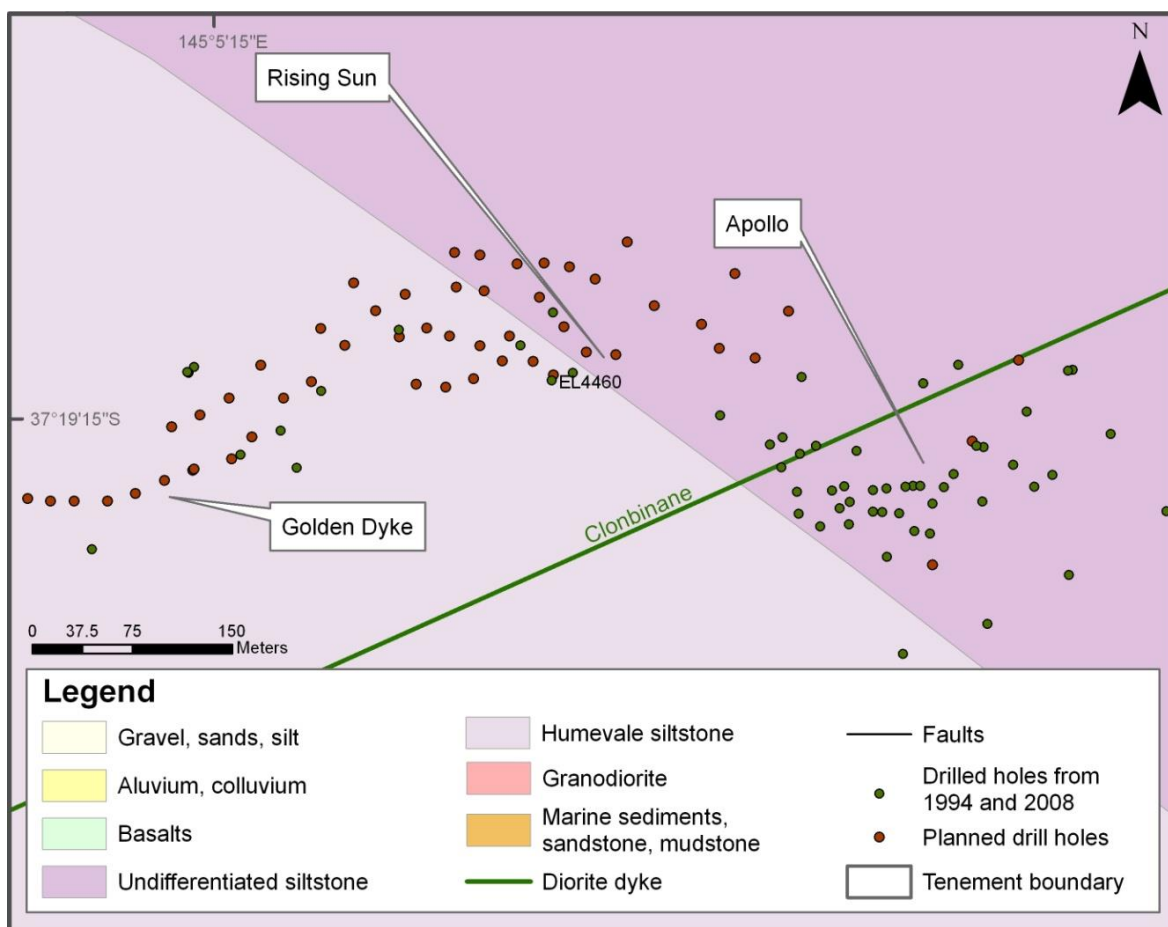 145°5'15"E
N
Rising Sun
Apollo
EL4460
37°19'15"S
Golden Dyke
Clonbinane
0 37.5 75 150
Meters
Legend
Gravel, sands, silt
Aluvium, colluvium
Basalts
Undifferentiated siltstone
Humevale siltstone
Granodiorite
Marine sediments,
sandstone, mudstone
Diorite dyke
Faults
Drilled holes from
1994 and 2008
Planned drill holes
Tenement boundary